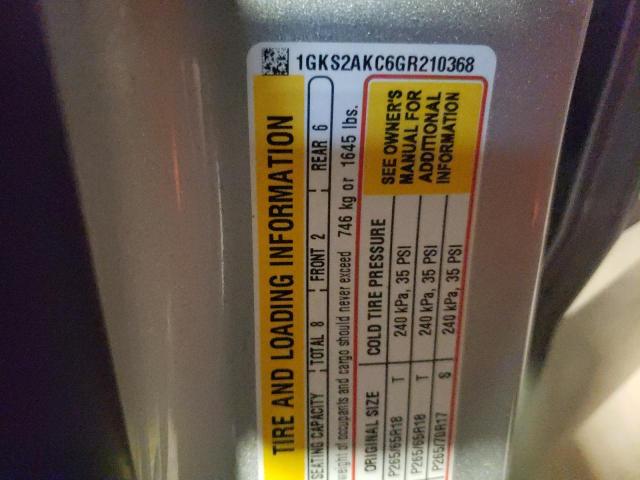 1GKS2AKC6GR210368
TIRE AND LOADING INFORMATION
SEATING CAPACITY TOTAL 8 FRONT 2 REAR 6
weight of occupants and cargo should never exceed 746 kg or 1645 lbs.
ORIGINAL SIZE COLD TIRE PRESSURE
P265/65R18 T 240 kPa, 35 PSI
P265/65R18 T 240 kPa, 35 PSI
P265/70R17 S 240 kPa, 35 PSI
SEE OWNER'S
MANUAL FOR
ADDITIONAL
INFORMATION